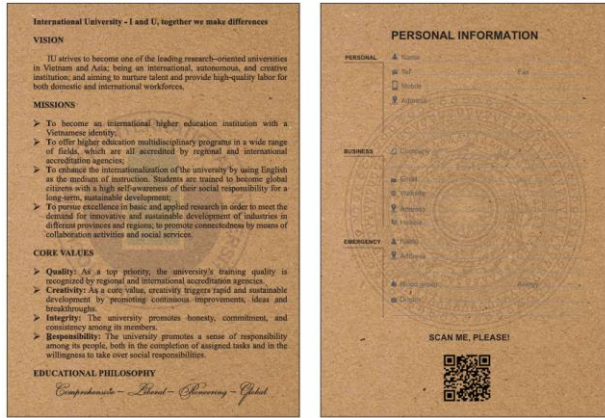 International University - I and U, together we make differences
VISION
IU strives to become one of the leading research–oriented universities
in Vietnam and Asia; being an international, autonomous, and creative
institution; and aiming to nurture talent and provide high-quality labor for
both domestic and international workforces.
MISSIONS
➢ To become an international higher education institution with a
Vietnamese identity;
➢ To offer higher education multidisciplinary programs in a wide range
of fields, which are all accredited by regional and international
accreditation agencies;
➢ To enhance the internationalization of the university by using English
as the medium of instruction. Students are trained to become global
citizens with a high self-awareness of their social responsibility for a
long-term, sustainable development;
➢ To pursue excellence in basic and applied research in order to meet the
demand for innovative and sustainable development of industries in
different provinces and regions; to promote connectedness by means of
collaboration activities and social services.
CORE VALUES
➢ Quality: As a top priority, the university's training quality is
recognized by regional and international accreditation agencies.
➢ Creativity: As a core value, creativity triggers rapid and sustainable
development by promoting continuous improvements, ideas and
breakthroughs.
➢ Integrity: The university promotes honesty, commitment, and
consistency among its members.
➢ Responsibility: The university promotes a sense of responsibility
among its people, both in the completion of assigned tasks and in the
willingness to take over social responsibilities.
EDUCATIONAL PHILOSOPHY
Comprehensive – Liberal – Pioneering – Global
PERSONAL INFORMATION
PERSONAL
Name
Tel Fax
Mobile
Address
BUSINESS
Company
Email
Website
Address
Mobile
EMERGENCY
Name
Address
Blood group Allergy
SCAN ME, PLEASE!